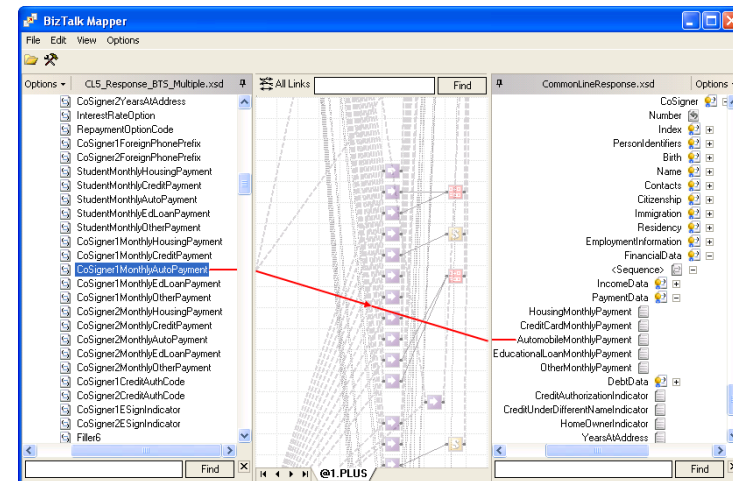 BizTalk Mapper
File Edit View Options
Options CL5_Response_BTS_Multiple.xsd
CoSigner2YearsAtAddress
InterestRateOption
RepaymentOptionCode
CoSigner1ForeignPhonePrefix
CoSigner2ForeignPhonePrefix
StudentMonthlyHousingPayment
StudentMonthlyCreditPayment
StudentMonthlyAutoPayment
StudentMonthlyEdLoanPayment
StudentMonthlyOtherPayment
CoSigner1MonthlyHousingPayment
CoSigner1MonthlyCreditPayment
CoSigner1MonthlyAutoPayment
CoSigner1MonthlyEdLoanPayment
CoSigner1MonthlyOtherPayment
CoSigner2MonthlyHousingPayment
CoSigner2MonthlyCreditPayment
CoSigner2MonthlyAutoPayment
CoSigner2MonthlyEdLoanPayment
CoSigner2MonthlyOtherPayment
CoSigner1CreditAuthCode
CoSigner2CreditAuthCode
CoSigner1ESignIndicator
CoSigner2ESignIndicator
Filler6
Find
All Links Find
@1.PLUS
CommonLineResponse.xsd Options
CoSigner
Number
Index
PersonIdentifiers
Birth
Name
Contacts
Citizenship
Immigration
Residency
EmploymentInformation
FinancialData
<Sequence>
IncomeData
PaymentData
HousingMonthlyPayment
CreditCardMonthlyPayment
AutomobileMonthlyPayment
EducationalLoanMonthlyPayment
OtherMonthlyPayment
DebtData
CreditAuthorizationIndicator
CreditUnderDifferentNameIndicator
HomeOwnerIndicator
YearsAtAddress
Find